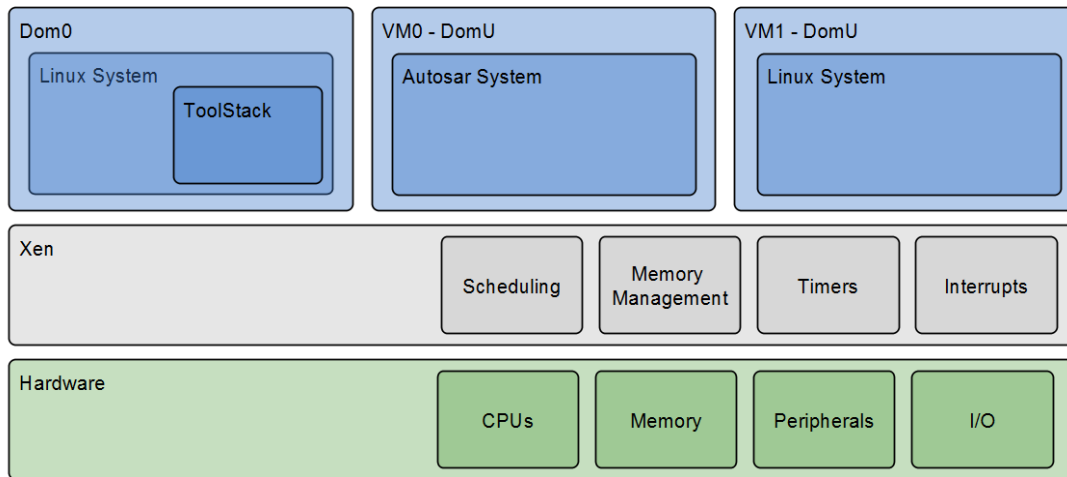 Dom0
Linux System
ToolStack
VM0 - DomU
Autosar System
VM1 - DomU
Linux System
Xen
Scheduling
Memory
Management
Timers
Interrupts
Hardware
CPUs
Memory
Peripherals
I/O